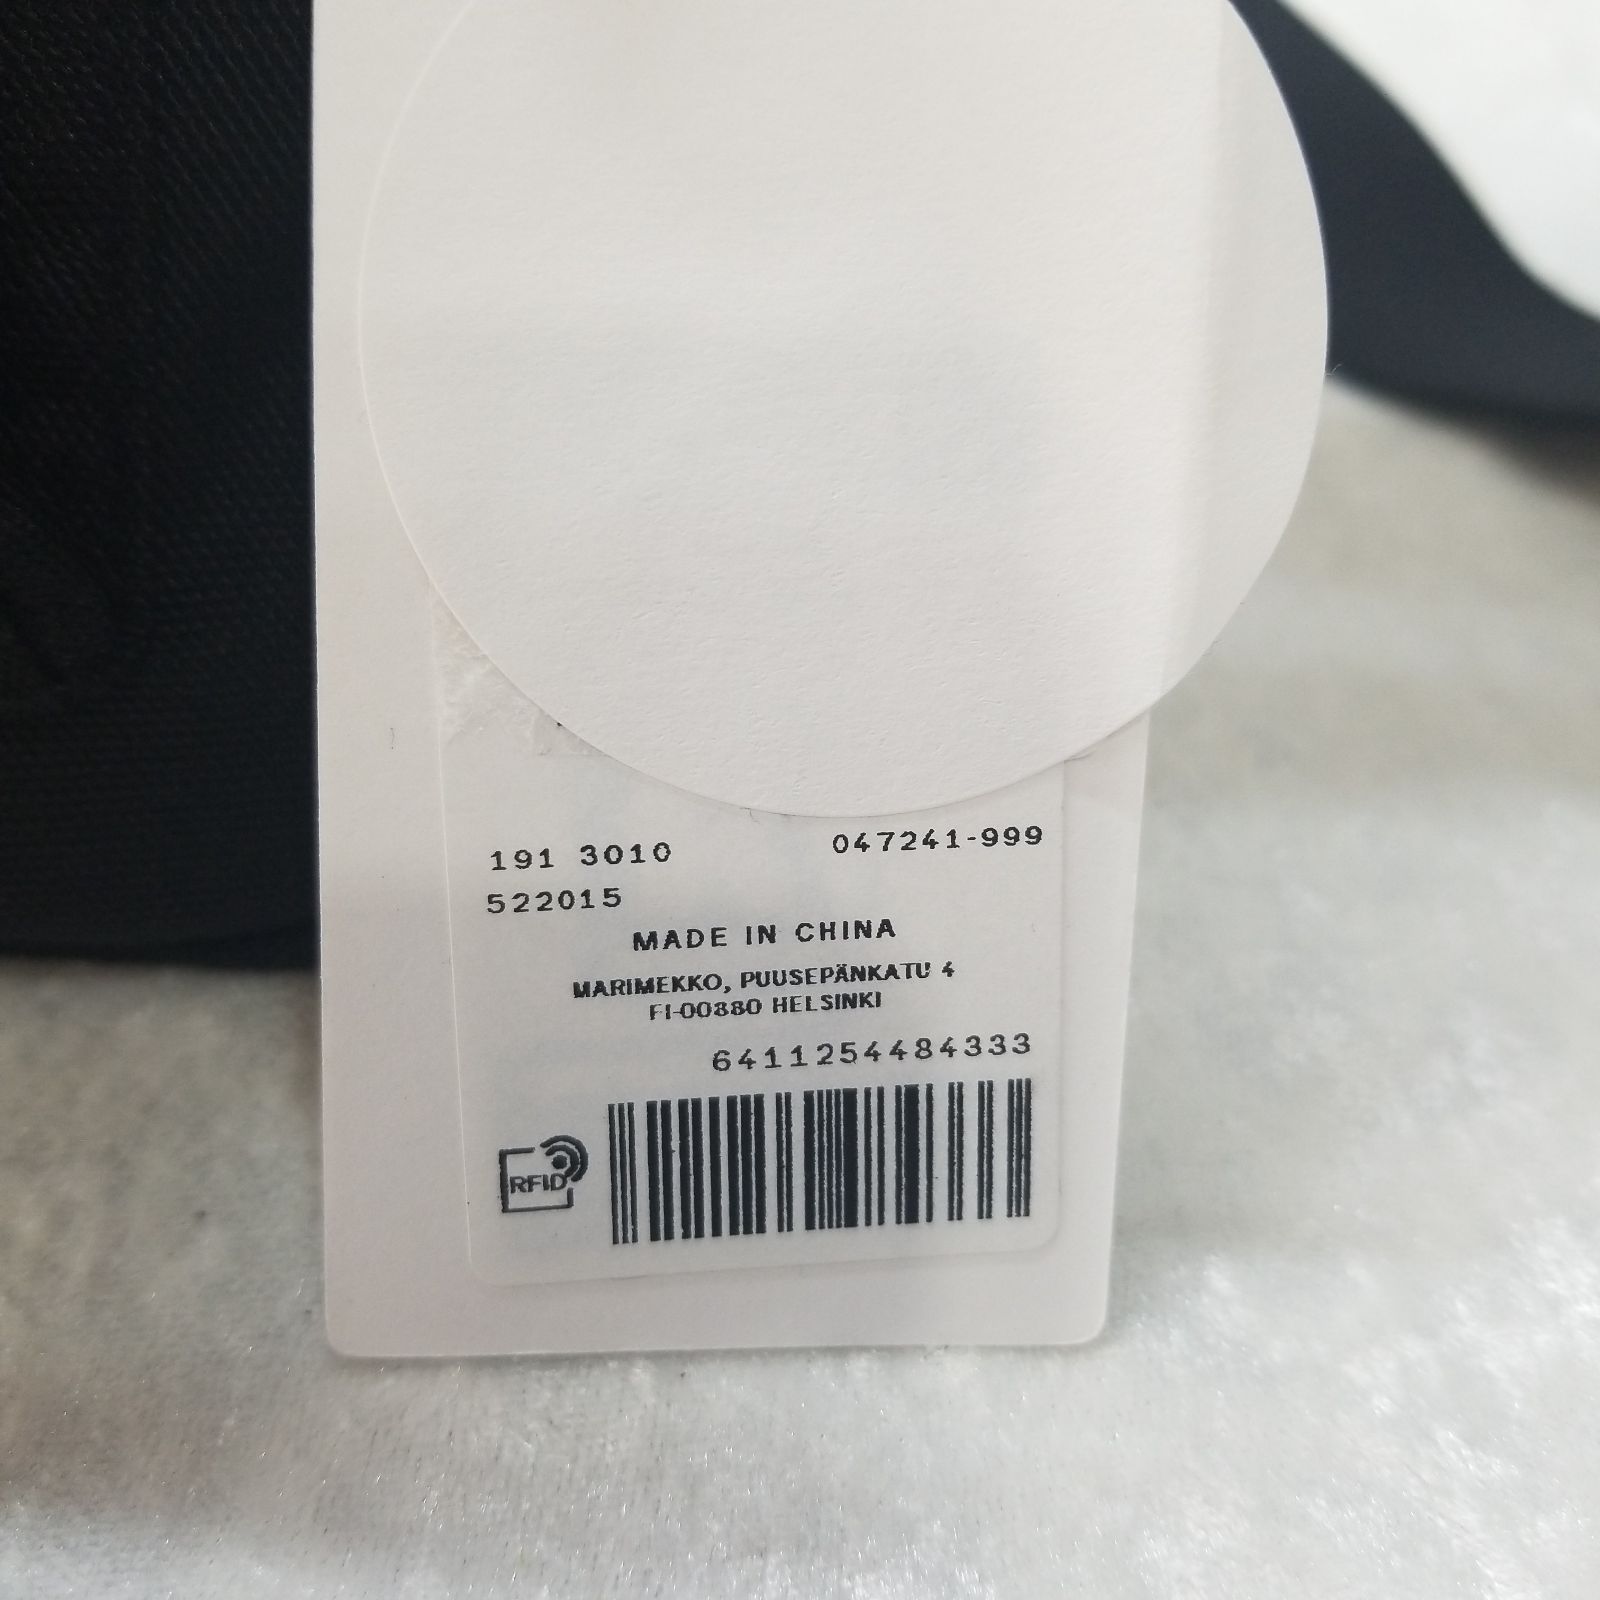 191 3010 047241-999
522015
MADE IN CHINA
MARIMEKKO, PUUSEPÄNKATU 4
FI-00880 HELSINKI
6411254484333
RFID